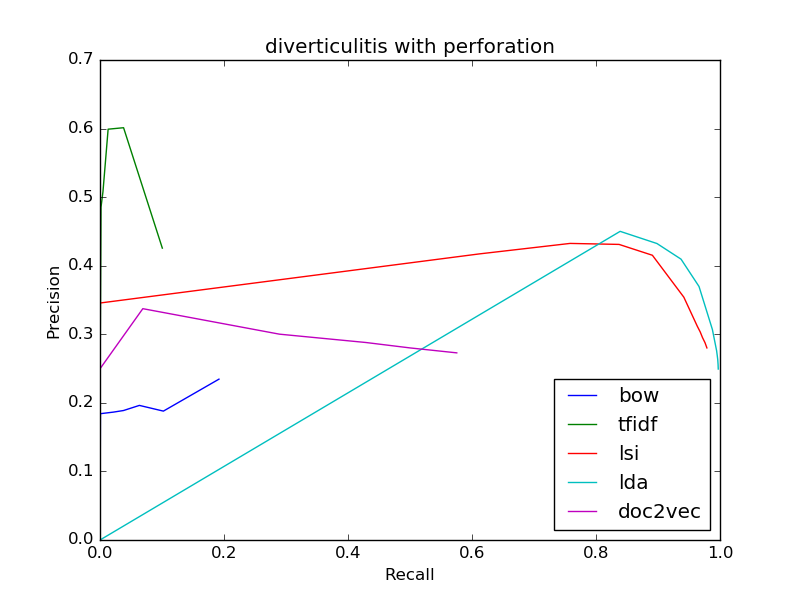 diverticulitis with perforation
0.7
0.6
0.5
0.4
0.3
0.2
0.1
0.0
Precision
bow
tfidf
lsi
lda
doc2vec
0.0 0.2 0.4 0.6 0.8 1.0
Recall